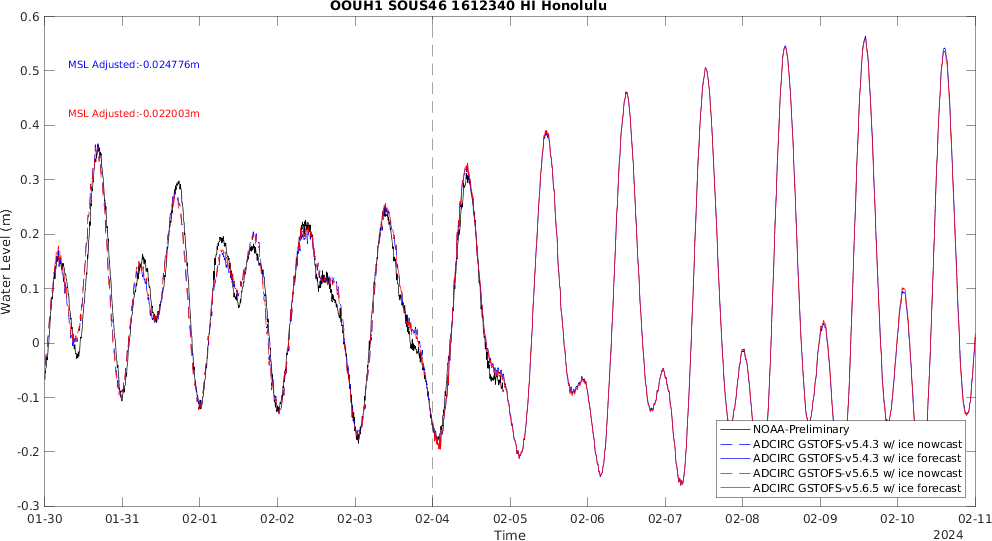 OOUH1 SOUS46 1612340 HI Honolulu
0.6
0.5
0.4
0.3
0.2
0.1
0
-0.1
-0.2
-0.3
Water Level (m)
MSL Adjusted:-0.024776m
MSL Adjusted:-0.022003m
NOAA-Preliminary
ADCIRC GSTOFS-v5.4.3 w/ ice nowcast
ADCIRC GSTOFS-v5.4.3 w/ ice forecast
ADCIRC GSTOFS-v5.6.5 w/ ice nowcast
ADCIRC GSTOFS-v5.6.5 w/ ice forecast
01-30 01-31 02-01 02-02 02-03 02-04 02-05 02-06 02-07 02-08 02-09 02-10 02-11
Time
2024